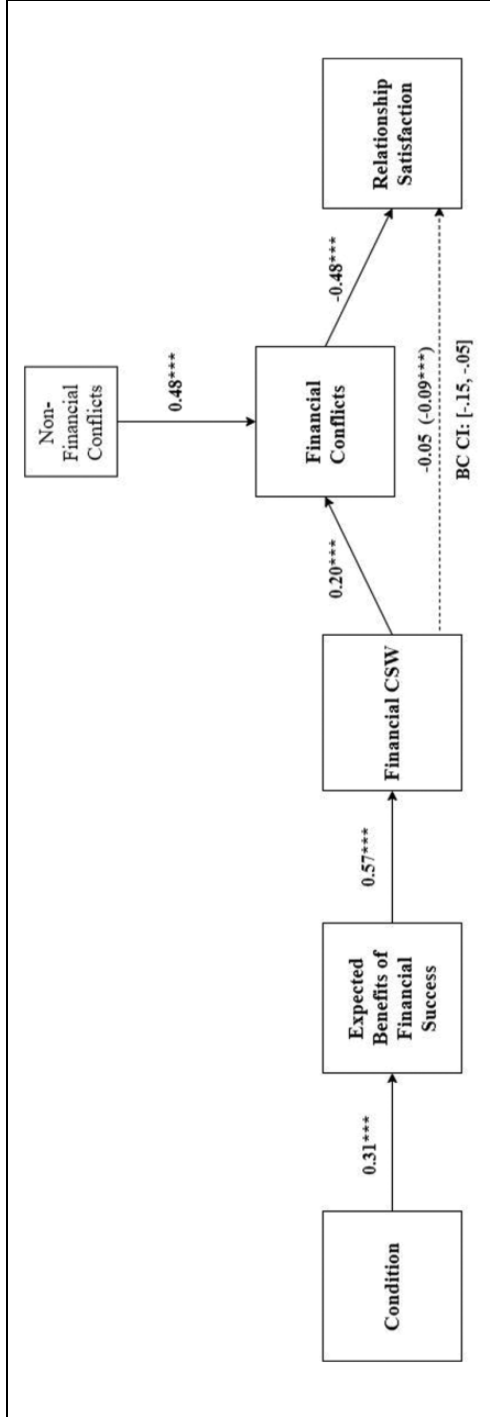 Condition
0.31***
Expected
Benefits of
Financial
Success
0.57***
Financial CSW
0.20***
Financial
Conflicts
Non-
Financial
Conflicts
0.48***
-0.48***
Relationship
Satisfaction
-0.05 (-0.09***)
BC CI: [-.15, -.05]